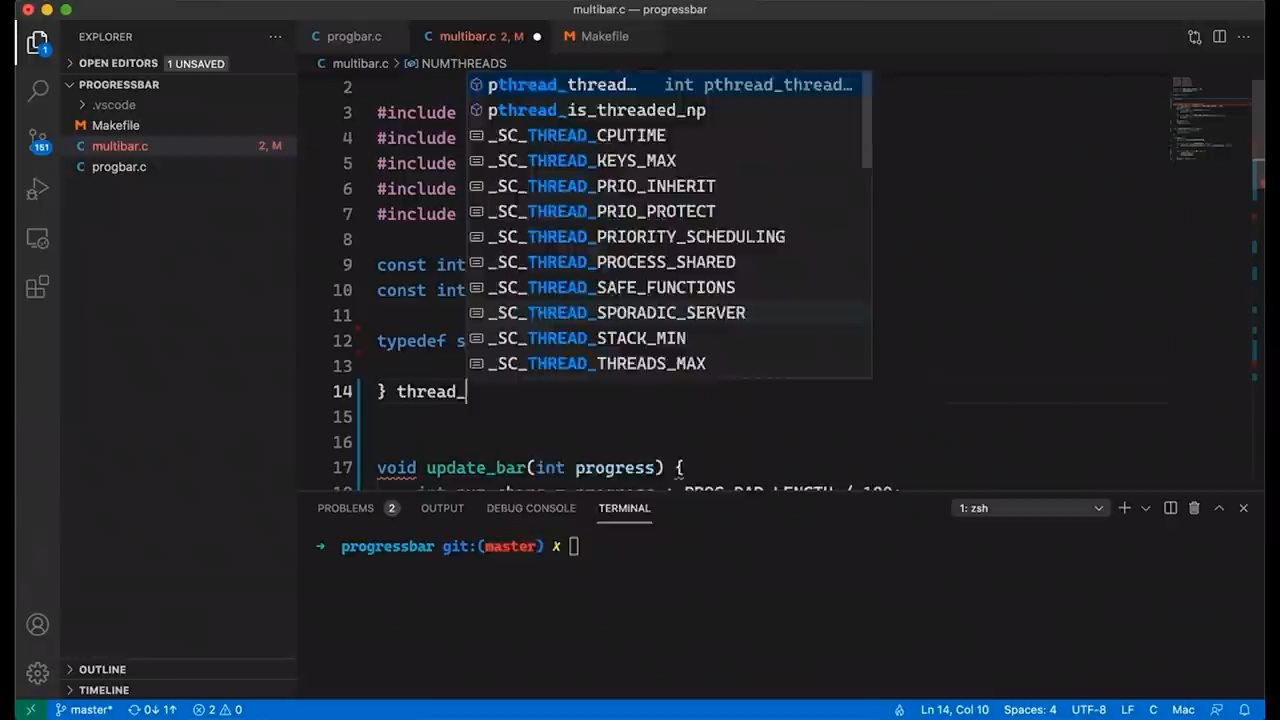 multibar.c — progressbar
EXPLORER
OPEN EDITORS 1 UNSAVED
PROGRESSBAR
.vscode
M Makefile
C multibar.c 2, M
C progbar.c
OUTLINE
TIMELINE
1
151
C progbar.c
C multibar.c 2, M
M Makefile
multibar.c > NUMTHREADS
2
3 #include
4 #include
5 #include
6 #include
7 #include
8
9 const int
10 const int
11
12 typedef s
13
14 } thread_
15
16
17 void update_bar(int progress) {
pthread_thread… int pthread_thread…
pthread_is_threaded_np
_SC_THREAD_CPUTIME
_SC_THREAD_KEYS_MAX
_SC_THREAD_PRIO_INHERIT
_SC_THREAD_PRIO_PROTECT
_SC_THREAD_PRIORITY_SCHEDULING
_SC_THREAD_PROCESS_SHARED
_SC_THREAD_SAFE_FUNCTIONS
_SC_THREAD_SPORADIC_SERVER
_SC_THREAD_STACK_MIN
_SC_THREAD_THREADS_MAX
PROBLEMS 2 OUTPUT DEBUG CONSOLE TERMINAL 1: zsh
→ progressbar git:(master) ✗
master* 0↓ 1↑ 2 0 Ln 14, Col 10 Spaces: 4 UTF-8 LF C Mac